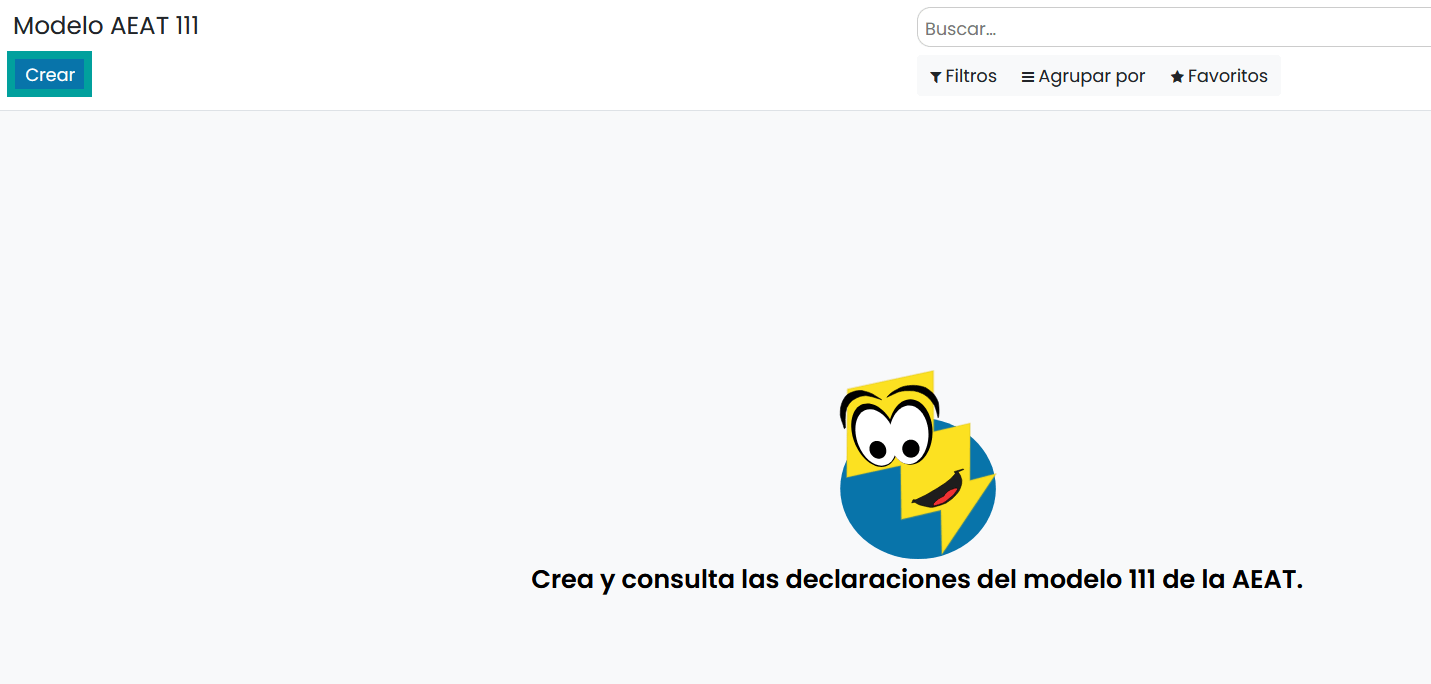 Modelo AEAT 111
Buscar...
Crear
Filtros
Agrupar por
Favoritos
Crea y consulta las declaraciones del modelo 111 de la AEAT.